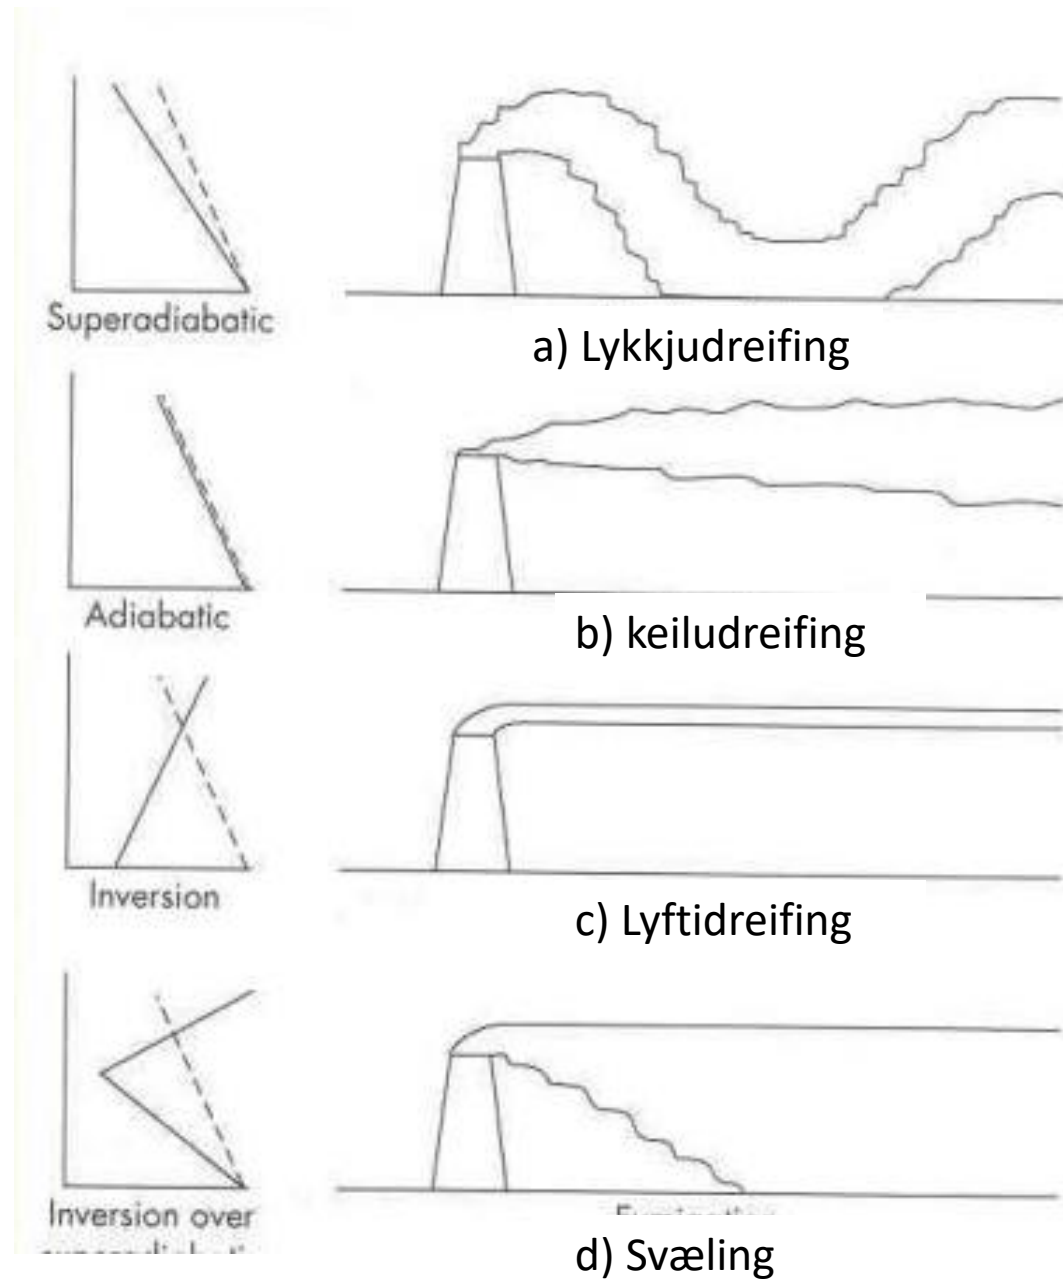 Superadiabatic
a) Lykkjudreifing
Adiabatic
b) keiludreifing
Inversion
c) Lyftidreifing
Inversion over
d) Svæling